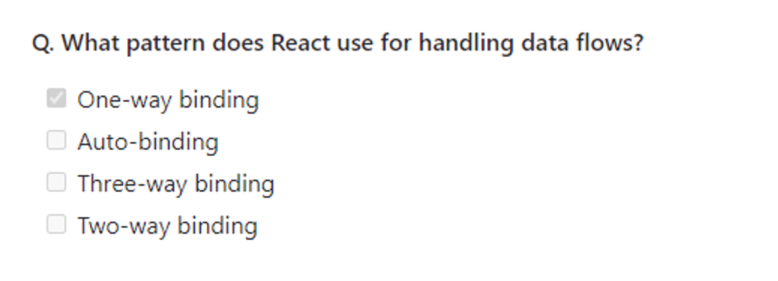 Q. What pattern does React use for handling data flows?
One-way binding
Auto-binding
Three-way binding
Two-way binding